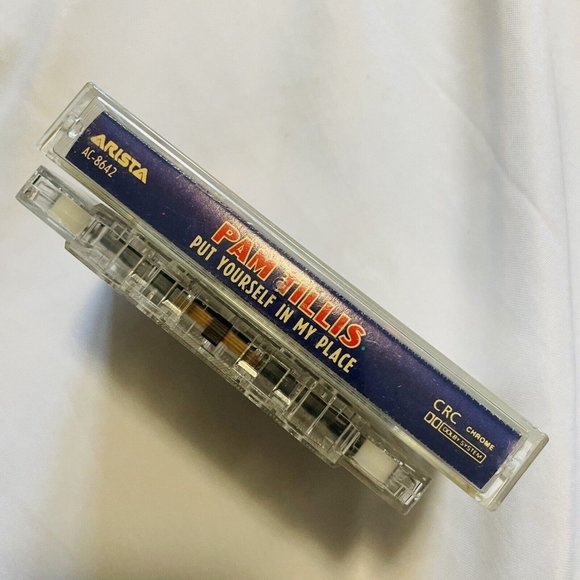 ARISTA
AC-8642
PAM TILLIS
PUT YOURSELF IN MY PLACE
CRC CHROME
DOLBY SYSTEM